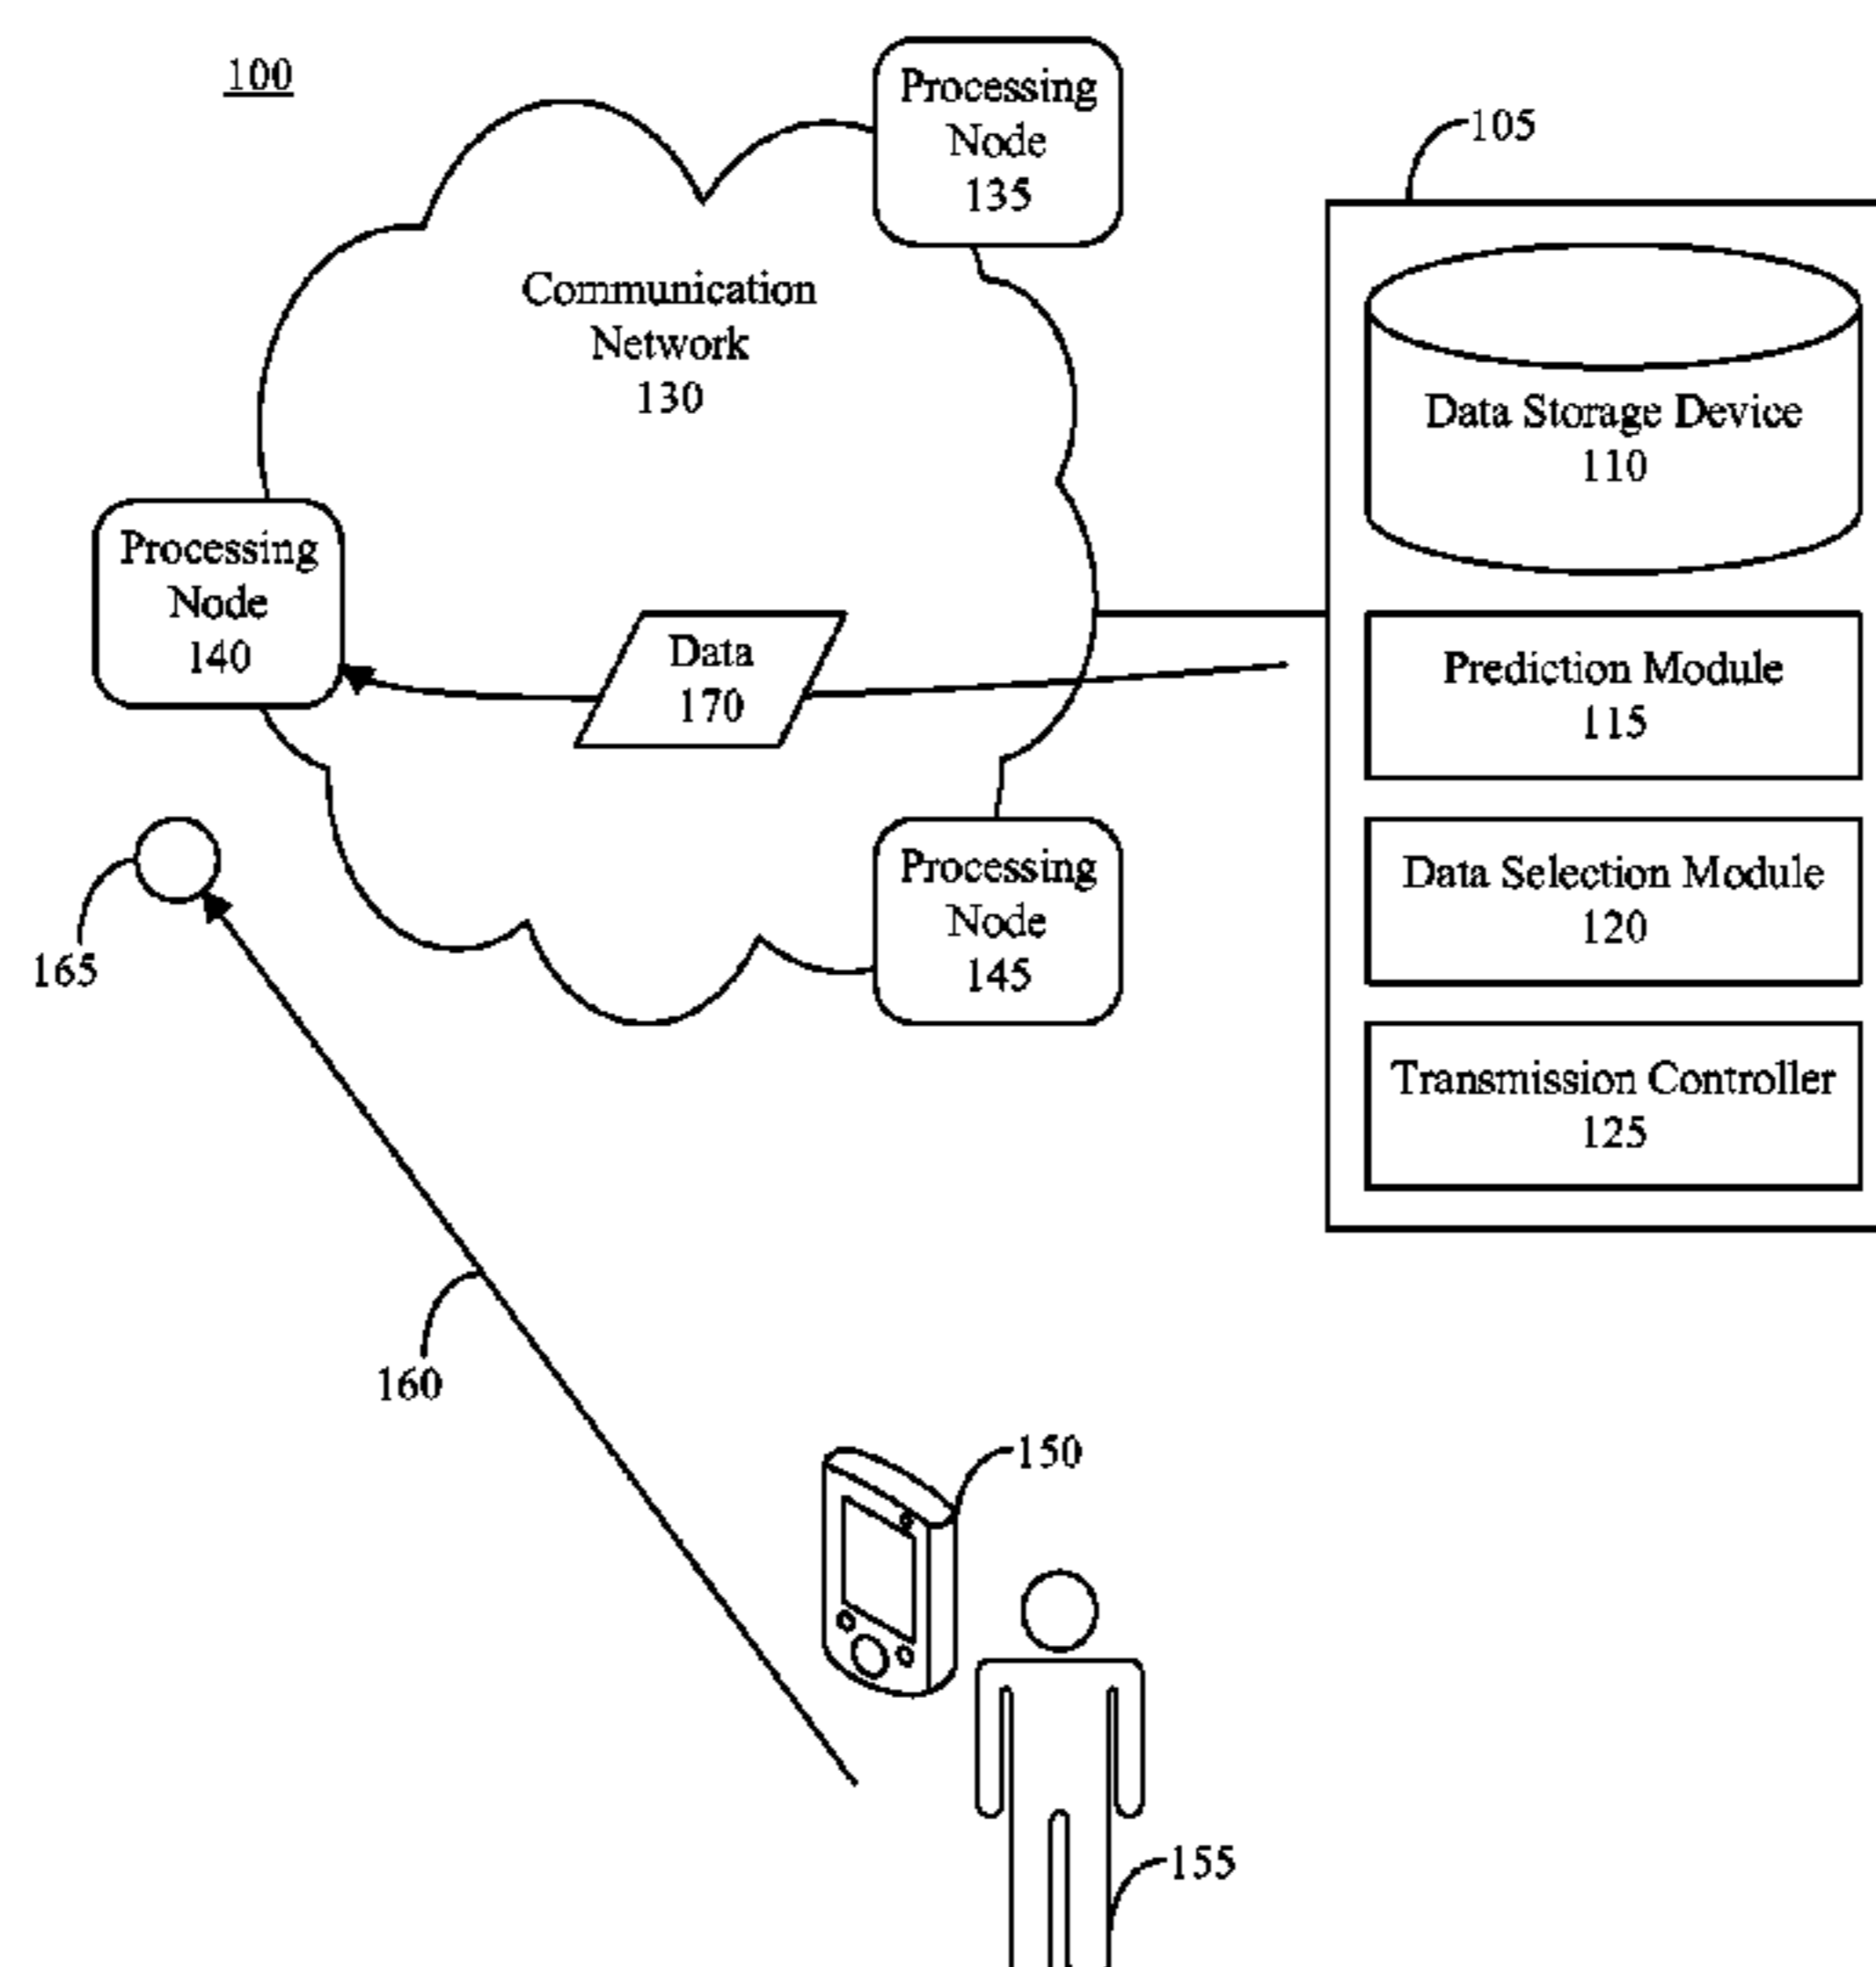 100
Processing
Node
135
105
Communication
Network
130
Data Storage Device
110
Processing
Node
140
Data
170
Prediction Module
115
Processing
Node
145
Data Selection Module
120
165
Transmission Controller
125
160
150
155